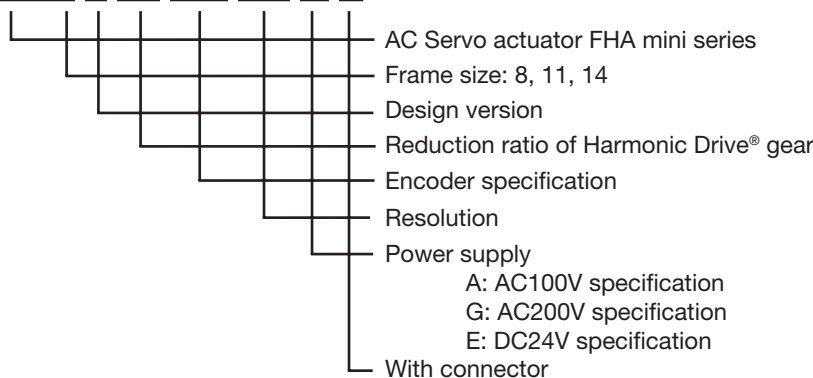 AC Servo actuator FHA mini series
Frame size: 8, 11, 14
Design version
Reduction ratio of Harmonic Drive® gear
Encoder specification
Resolution
Power supply
A: AC100V specification
G: AC200V specification
E: DC24V specification
With connector